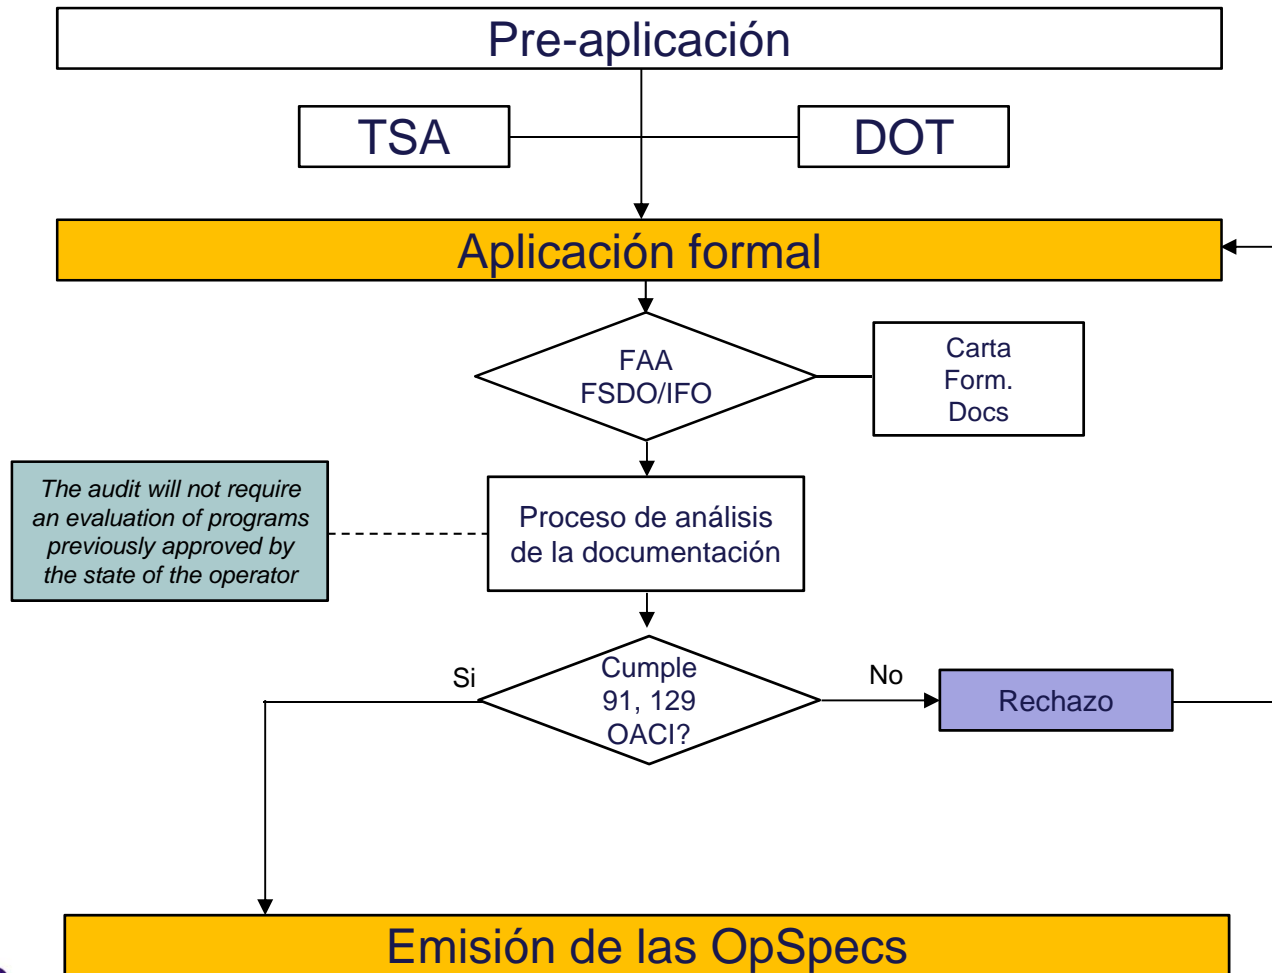 Pre-aplicación
TSA
DOT
Aplicación formal
FAA
FSDO/IFO
Carta
Form.
Docs
The audit will not require
an evaluation of programs
previously approved by
the state of the operator
Proceso de análisis
de la documentación
Si
Cumple
91, 129
OACI?
No
Rechazo
Emisión de las OpSpecs